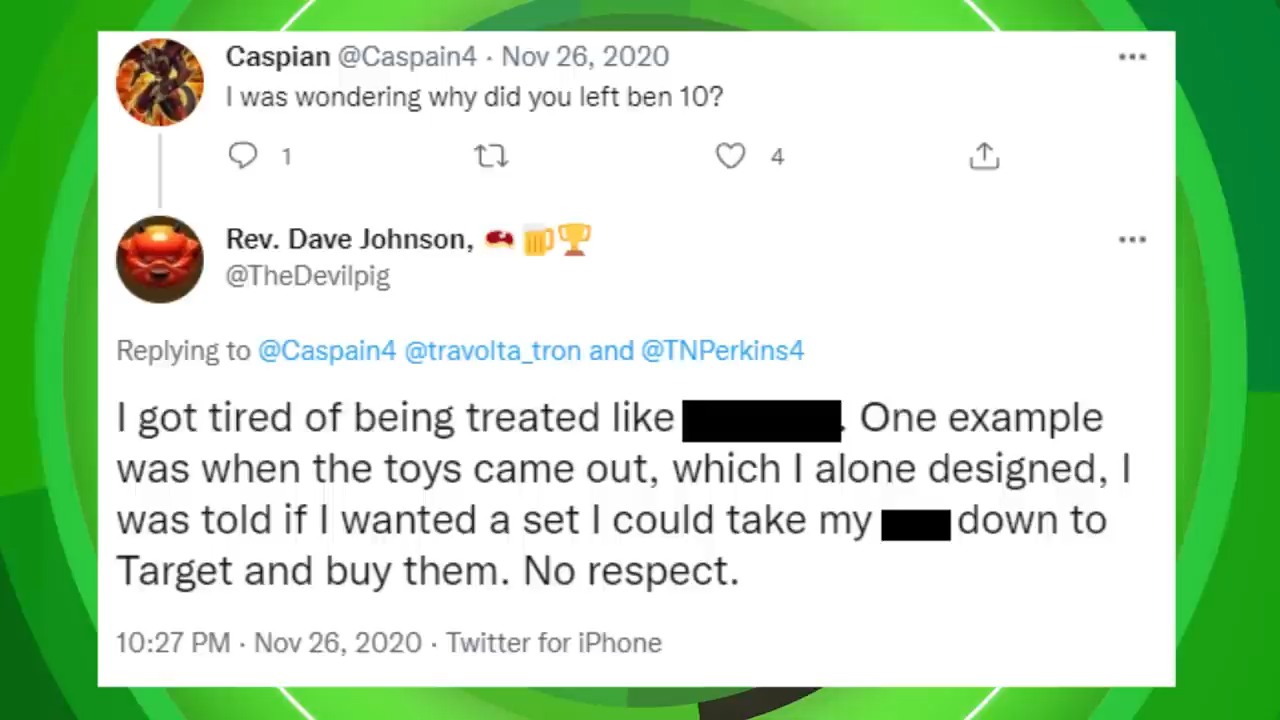 Caspian @Caspain4 · Nov 26, 2020
I was wondering why did you left ben 10?
1 4
Rev. Dave Johnson,
@TheDevilpig
Replying to @Caspain4 @travolta_tron and @TNPerkins4
I got tired of being treated like . One example
was when the toys came out, which I alone designed, I
was told if I wanted a set I could take my down to
Target and buy them. No respect.
10:27 PM · Nov 26, 2020 · Twitter for iPhone